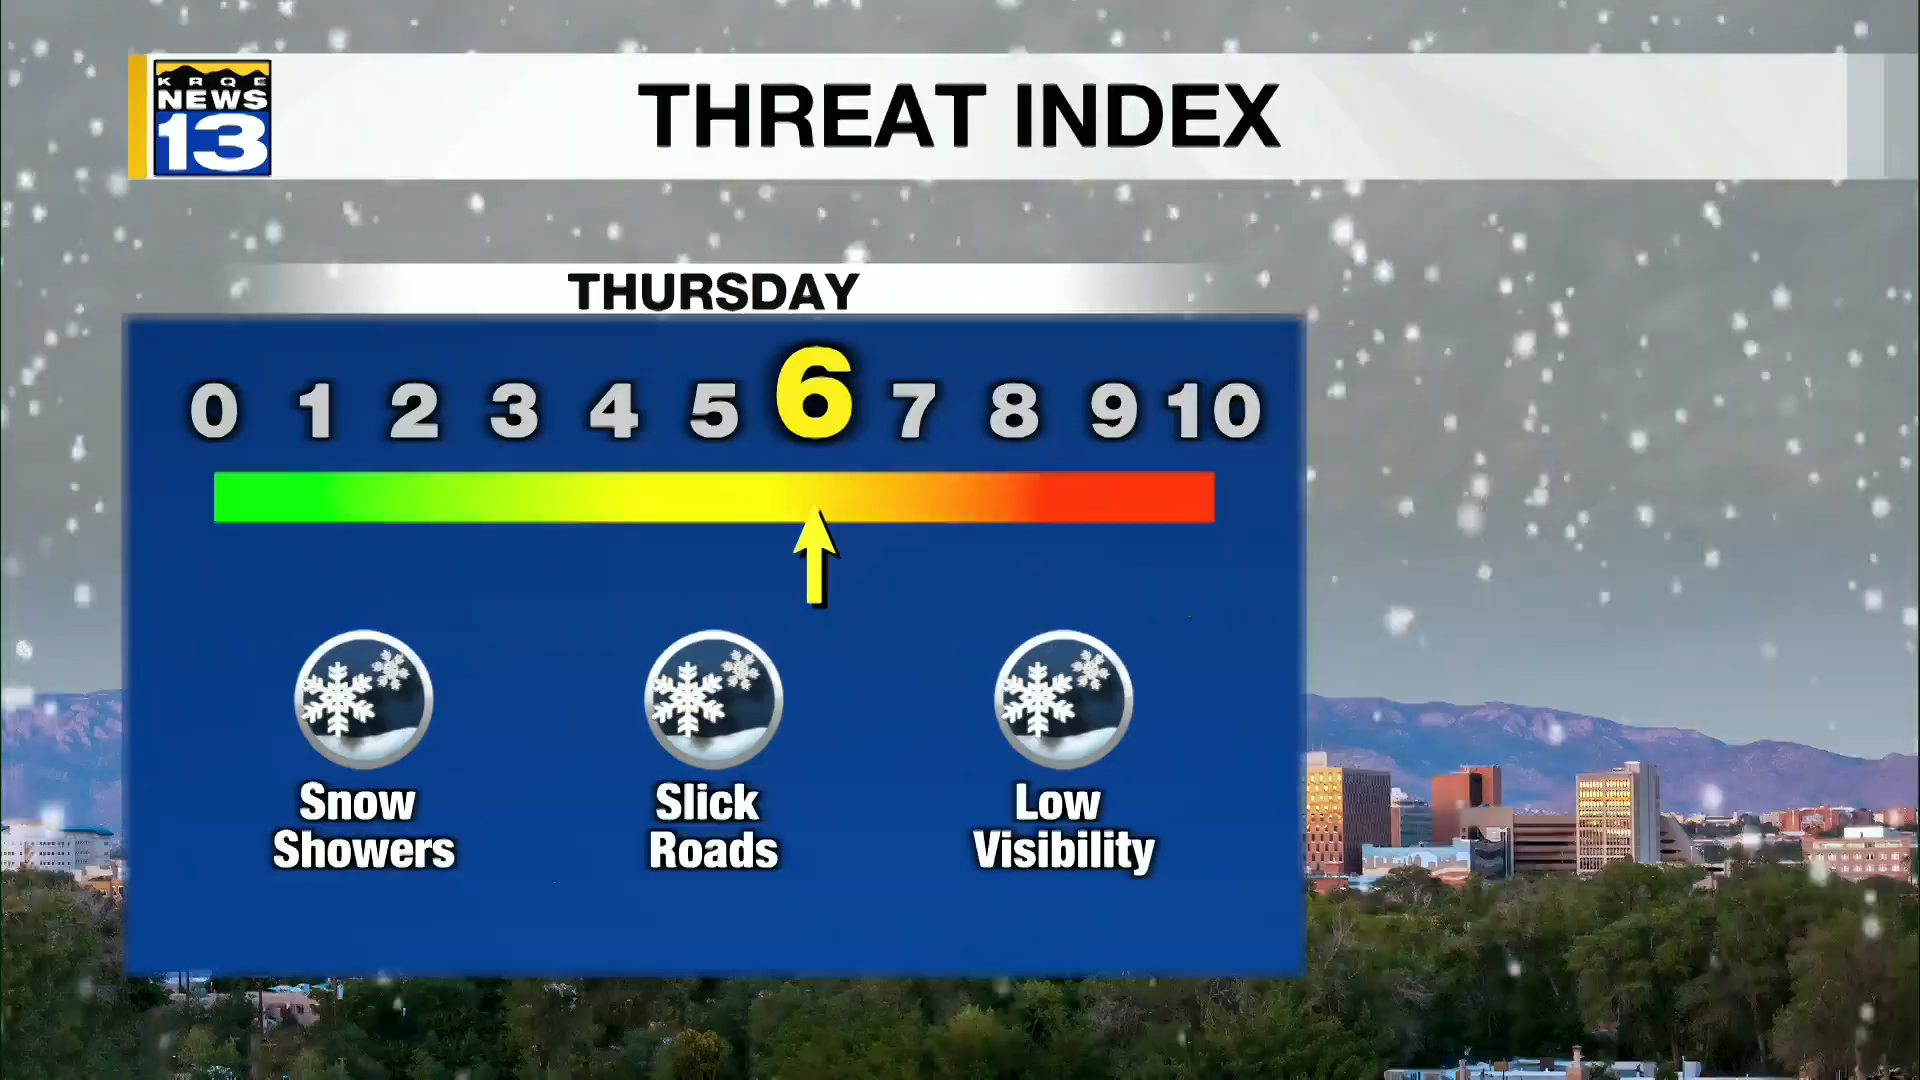 KRQE
NEWS
13
THREAT INDEX
THURSDAY
0 1 2 3 4 5 6 7 8 9 10
Snow
Showers
Slick
Roads
Low
Visibility